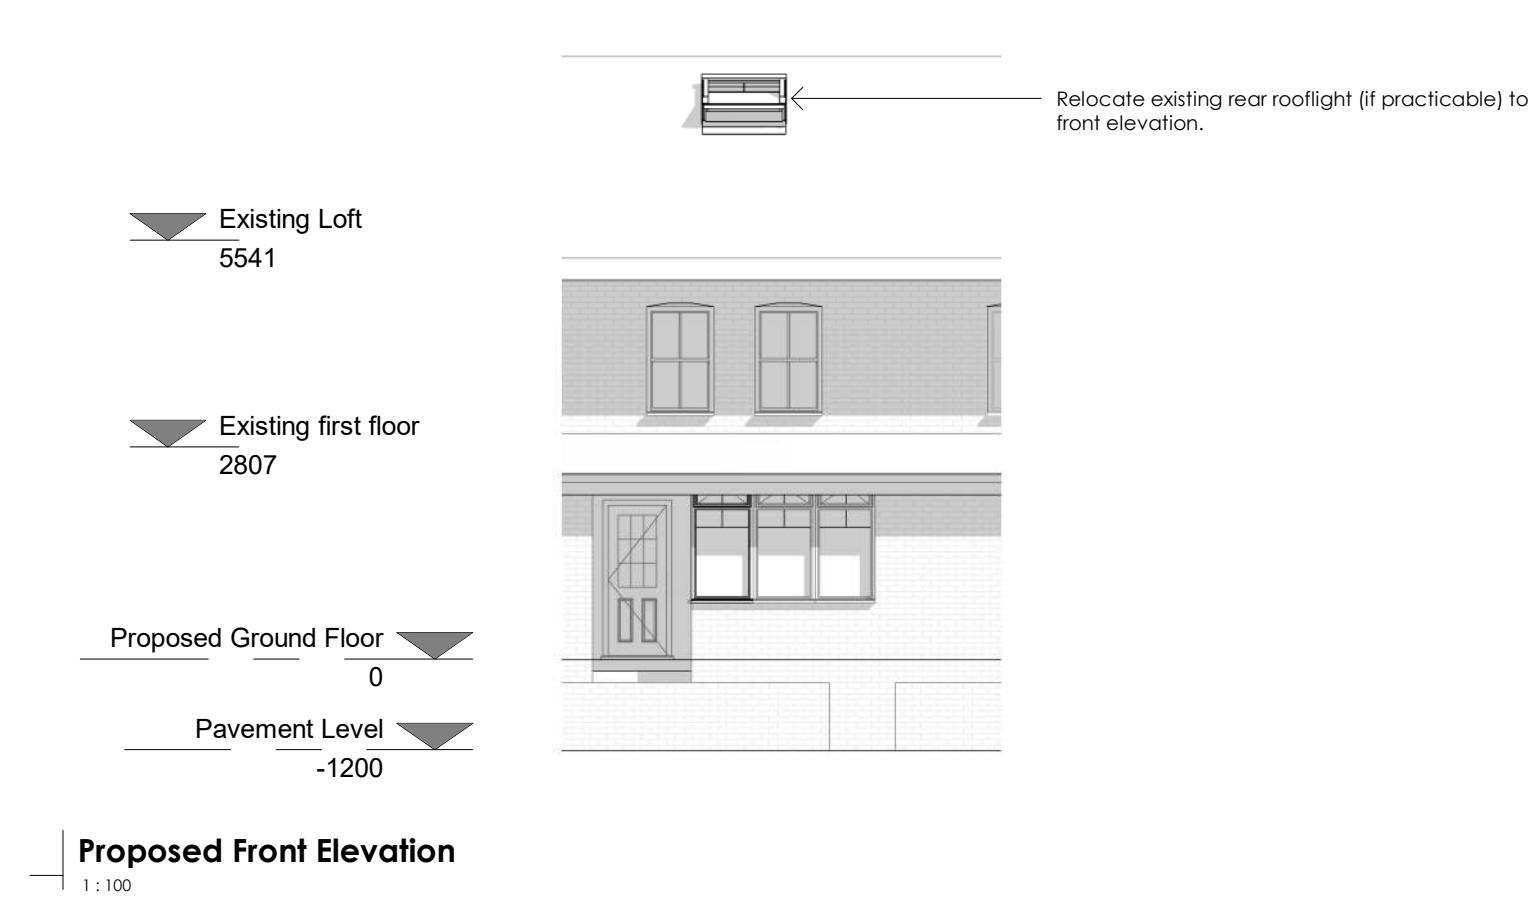 Relocate existing rear rooflight (if practicable) to
front elevation.
Existing Loft
5541
Existing first floor
2807
Proposed Ground Floor
0
Pavement Level
-1200
Proposed Front Elevation
1 : 100